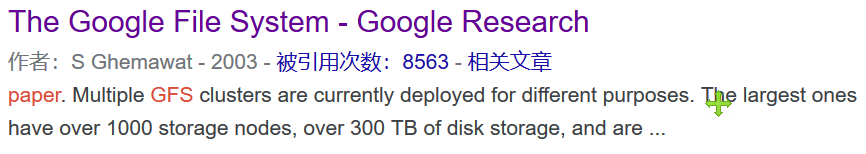 The Google File System - Google Research
作者：S Ghemawat - 2003 - 被引用次数：8563 - 相关文章
paper. Multiple GFS clusters are currently deployed for different purposes. The largest ones
have over 1000 storage nodes, over 300 TB of disk storage, and are ...